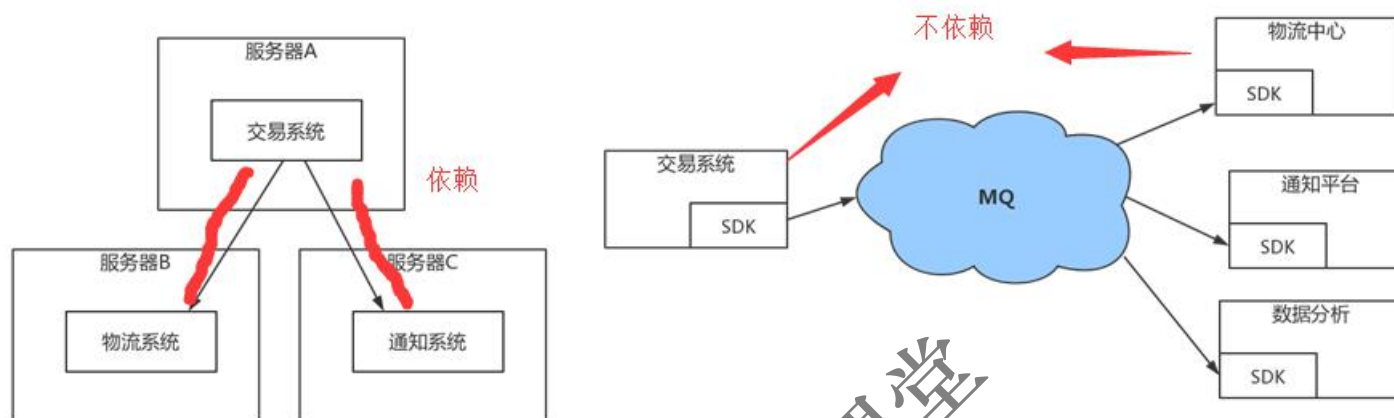 服务器A
交易系统
依赖
服务器B
物流系统
服务器C
通知系统
不依赖
交易系统
SDK
MQ
物流中心
SDK
通知平台
SDK
数据分析
SDK
课堂